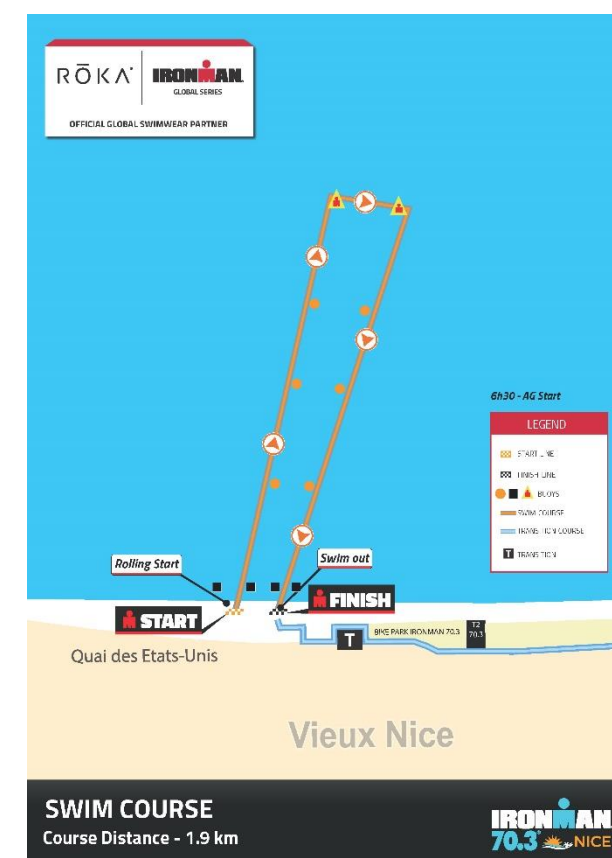 RŌKA
IRONMAN
GLOBAL SERIES
OFFICIAL GLOBAL SWIMWEAR PARTNER
6h30 - AG Start
LEGEND
START LINE
FINISH LINE
BUOYS
SWIM COURSE
TRANSITION COURSE
T TRANSITION
Rolling Start
Swim out
START
FINISH
T
BIKE PARK IRONMAN 70.3
T2
70.3
Quai des Etats-Unis
Vieux Nice
SWIM COURSE
Course Distance - 1.9 km
IRONMAN
70.3 NICE